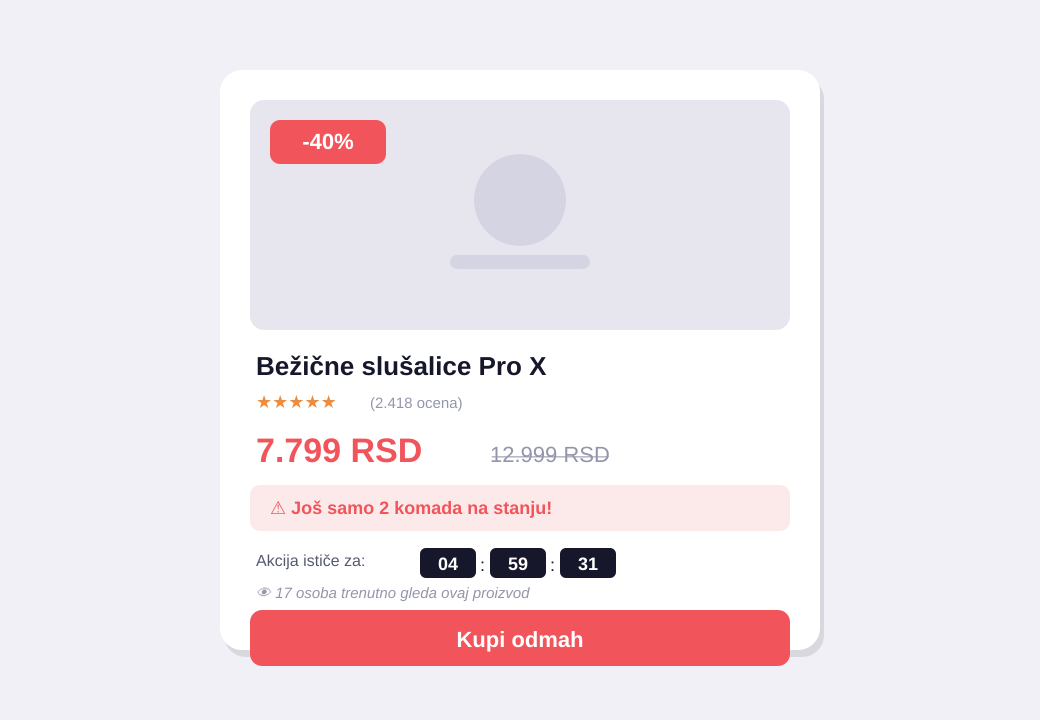 -40%
Bežične slušalice Pro X
★★★★★ (2.418 ocena)
7.799 RSD 12.999 RSD
⚠ Još samo 2 komada na stanju!
Akcija ističe za: 04 : 59 : 31
👁 17 osoba trenutno gleda ovaj proizvod
Kupi odmah